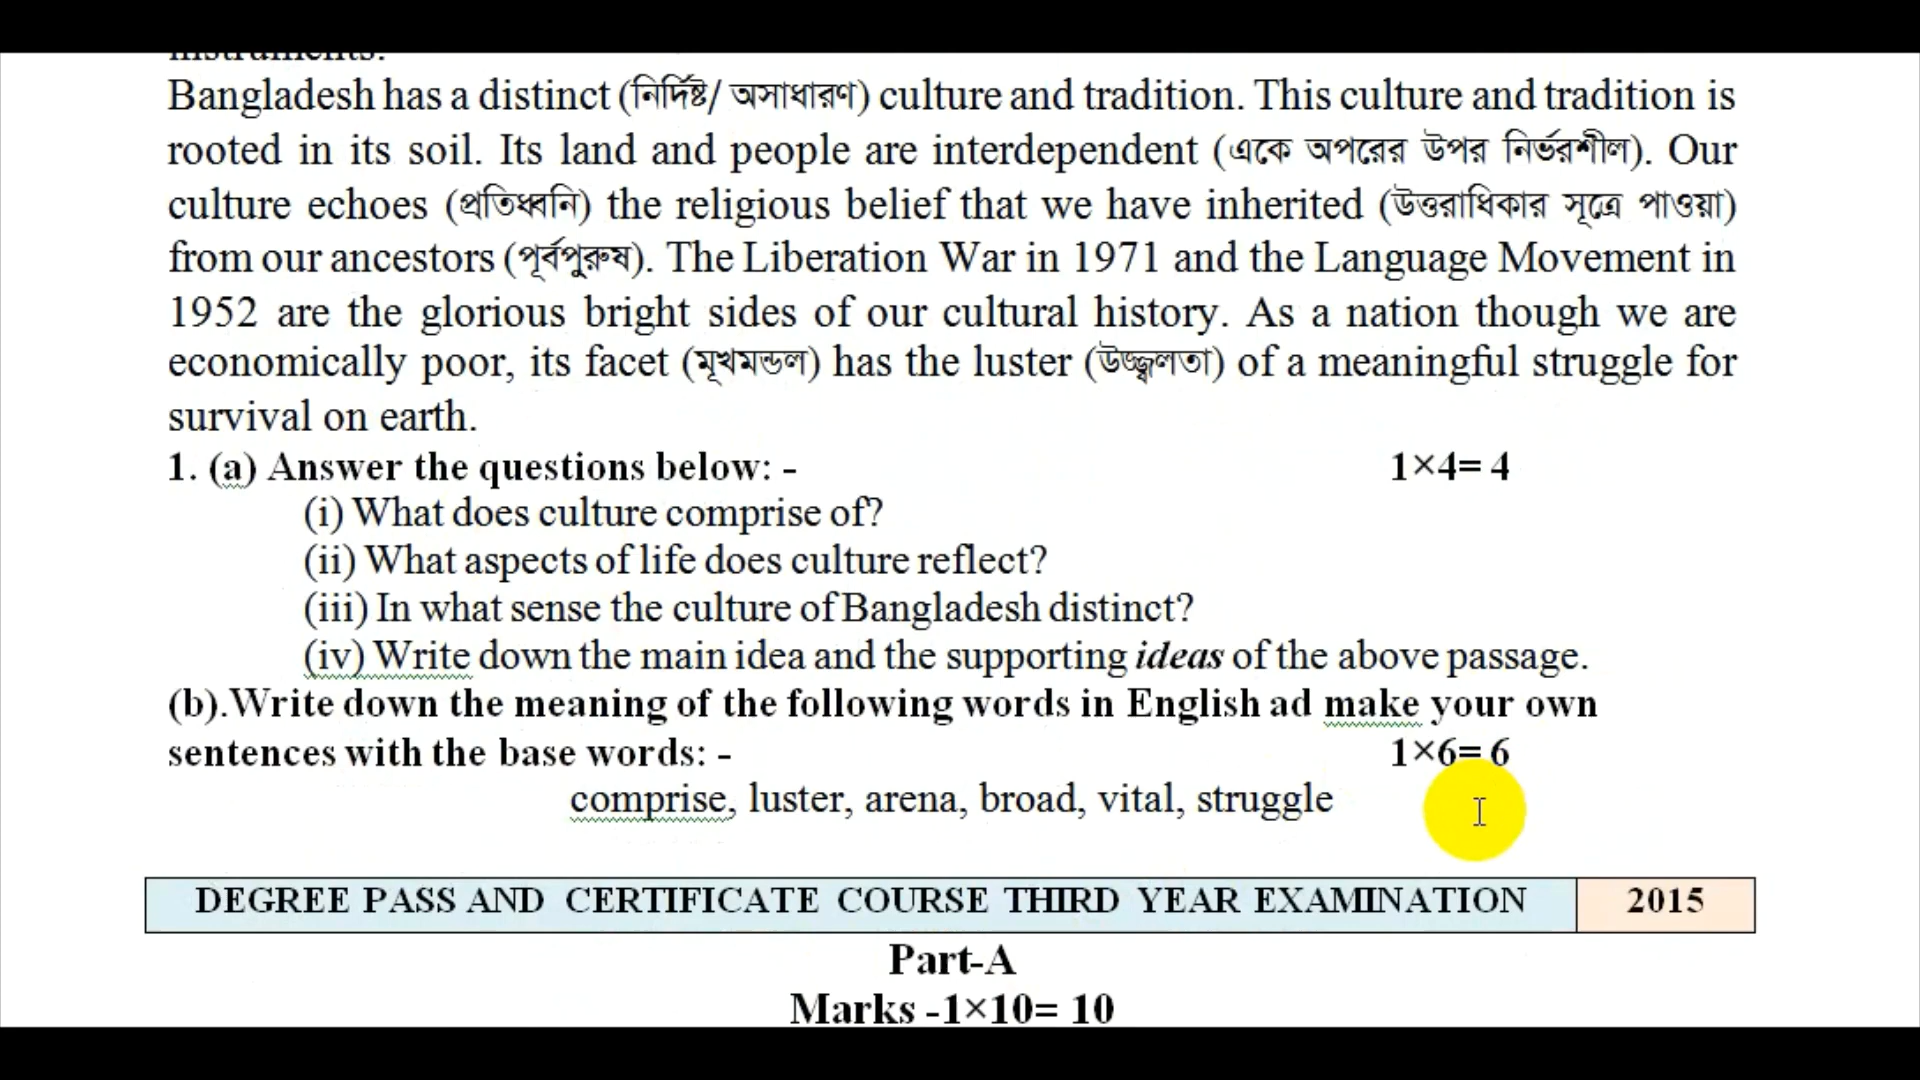 instruments.
Bangladesh has a distinct (নির্দিষ্ট/ অসাধারণ) culture and tradition. This culture and tradition is
rooted in its soil. Its land and people are interdependent (একে অপরের উপর নির্ভরশীল). Our
culture echoes (প্রতিধ্বনি) the religious belief that we have inherited (উত্তরাধিকার সূত্রে পাওয়া)
from our ancestors (পূর্বপুরুষ). The Liberation War in 1971 and the Language Movement in
1952 are the glorious bright sides of our cultural history. As a nation though we are
economically poor, its facet (মূখমন্ডল) has the luster (উজ্জ্বলতা) of a meaningful struggle for
survival on earth.
1. (a) Answer the questions below: - 1×4= 4
(i) What does culture comprise of?
(ii) What aspects of life does culture reflect?
(iii) In what sense the culture of Bangladesh distinct?
(iv) Write down the main idea and the supporting ideas of the above passage.
(b).Write down the meaning of the following words in English ad make your own
sentences with the base words: - 1×6= 6
comprise, luster, arena, broad, vital, struggle
DEGREE PASS AND CERTIFICATE COURSE THIRD YEAR EXAMINATION 2015
Part-A
Marks -1×10= 10